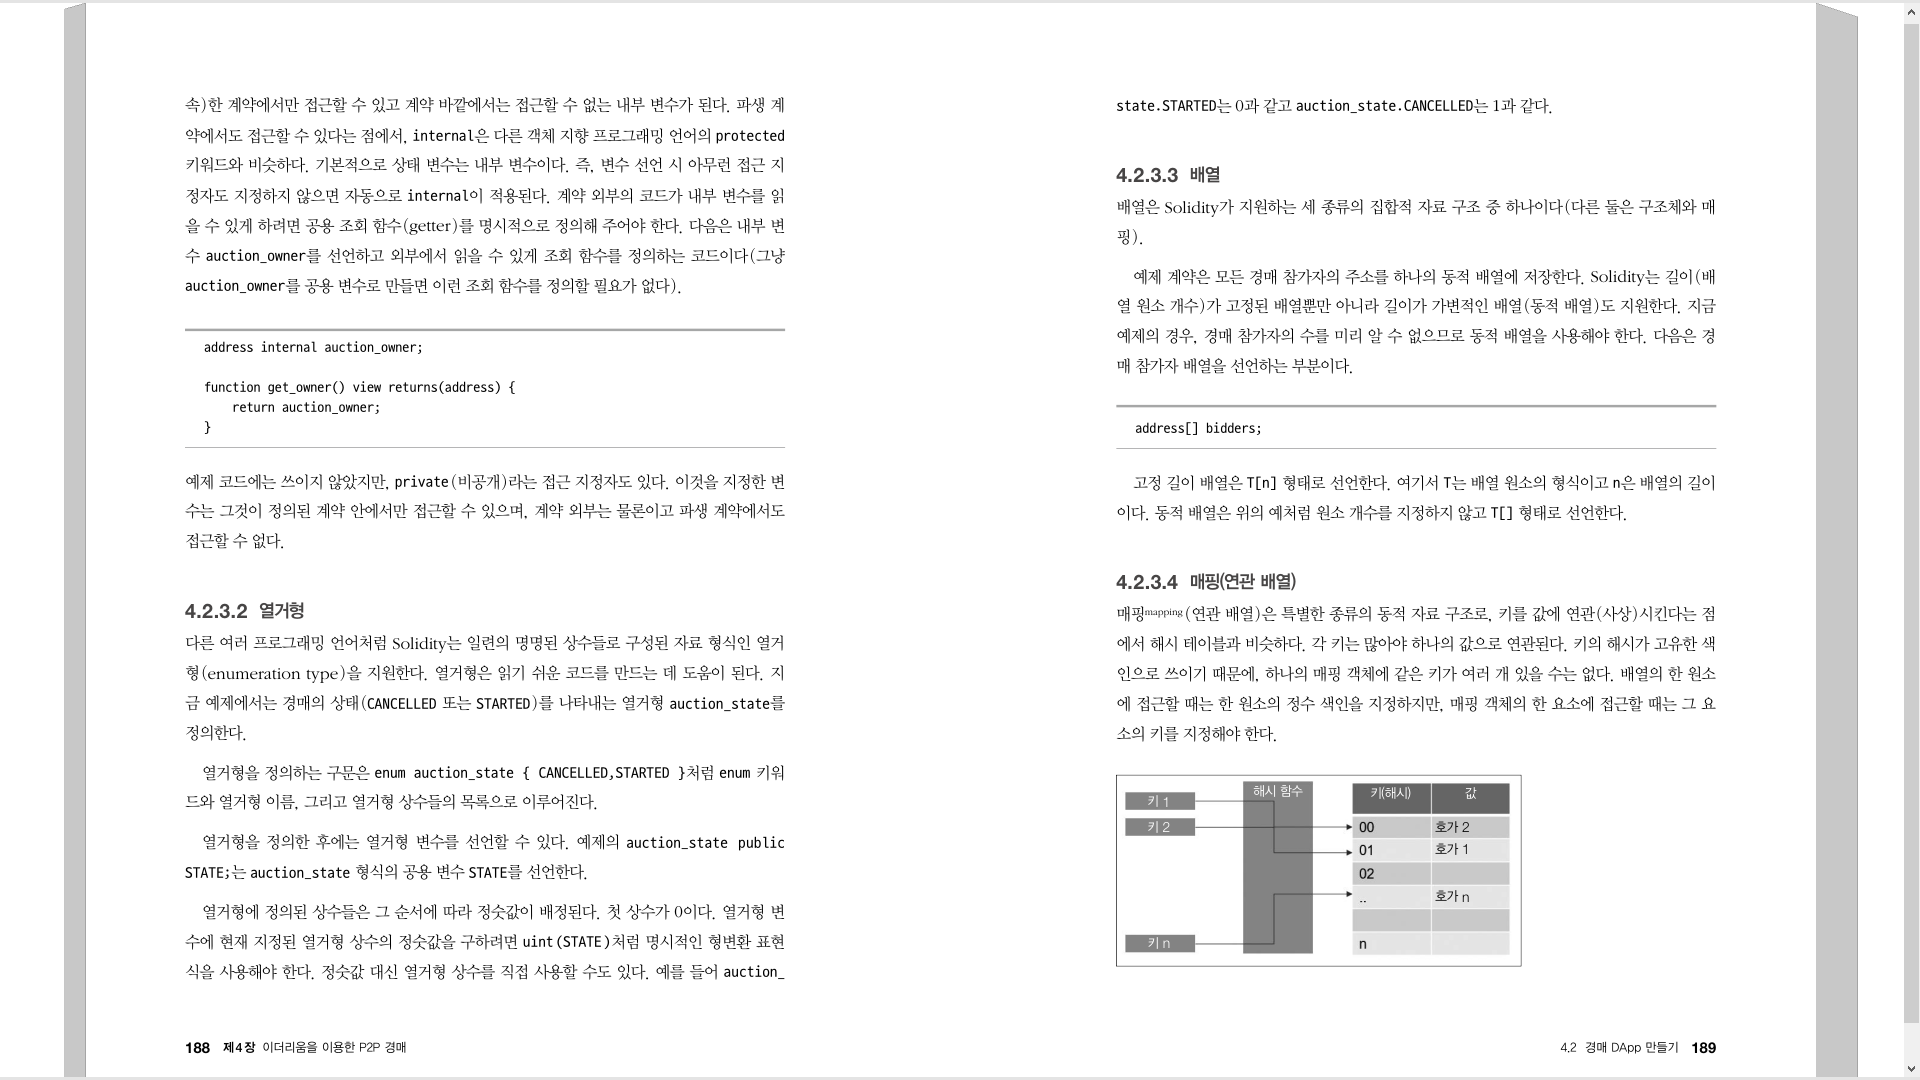 속)한 계약에서만 접근할 수 있고 계약 바깥에서는 접근할 수 없는 내부 변수가 된다. 파생 계
약에서도 접근할 수 있다는 점에서, internal은 다른 객체 지향 프로그래밍 언어의 protected
키워드와 비슷하다. 기본적으로 상태 변수는 내부 변수이다. 즉, 변수 선언 시 아무런 접근 지
정자도 지정하지 않으면 자동으로 internal이 적용된다. 계약 외부의 코드가 내부 변수를 읽
을 수 있게 하려면 공용 조회 함수(getter)를 명시적으로 정의해 주어야 한다. 다음은 내부 변
수 auction_owner를 선언하고 외부에서 읽을 수 있게 조회 함수를 정의하는 코드이다(그냥
auction_owner를 공용 변수로 만들면 이런 조회 함수를 정의할 필요가 없다).
address internal auction_owner;
function get_owner() view returns(address) {
return auction_owner;
}
예제 코드에는 쓰이지 않았지만, private(비공개)라는 접근 지정자도 있다. 이것을 지정한 변
수는 그것이 정의된 계약 안에서만 접근할 수 있으며, 계약 외부는 물론이고 파생 계약에서도
접근할 수 없다.
4.2.3.2 열거형
다른 여러 프로그래밍 언어처럼 Solidity는 일련의 명명된 상수들로 구성된 자료 형식인 열거
형(enumeration type)을 지원한다. 열거형은 읽기 쉬운 코드를 만드는 데 도움이 된다. 지
금 예제에서는 경매의 상태(CANCELLED 또는 STARTED)를 나타내는 열거형 auction_state를
정의한다.
열거형을 정의하는 구문은 enum auction_state { CANCELLED,STARTED }처럼 enum 키워
드와 열거형 이름, 그리고 열거형 상수들의 목록으로 이루어진다.
열거형을 정의한 후에는 열거형 변수를 선언할 수 있다. 예제의 auction_state public
STATE;는 auction_state 형식의 공용 변수 STATE를 선언한다.
열거형에 정의된 상수들은 그 순서에 따라 정숫값이 배정된다. 첫 상수가 0이다. 열거형 변
수에 현재 지정된 열거형 상수의 정숫값을 구하려면 uint(STATE)처럼 명시적인 형변환 표현
식을 사용해야 한다. 정숫값 대신 열거형 상수를 직접 사용할 수도 있다. 예를 들어 auction_
188 제4장 이더리움을 이용한 P2P 경매
state.STARTED는 0과 같고 auction_state.CANCELLED는 1과 같다.
4.2.3.3 배열
배열은 Solidity가 지원하는 세 종류의 집합적 자료 구조 중 하나이다(다른 둘은 구조체와 매
핑).
예제 계약은 모든 경매 참가자의 주소를 하나의 동적 배열에 저장한다. Solidity는 길이(배
열 원소 개수)가 고정된 배열뿐만 아니라 길이가 가변적인 배열(동적 배열)도 지원한다. 지금
예제의 경우, 경매 참가자의 수를 미리 알 수 없으므로 동적 배열을 사용해야 한다. 다음은 경
매 참가자 배열을 선언하는 부분이다.
address[] bidders;
고정 길이 배열은 T[n] 형태로 선언한다. 여기서 T는 배열 원소의 형식이고 n은 배열의 길이
이다. 동적 배열은 위의 예처럼 원소 개수를 지정하지 않고 T[] 형태로 선언한다.
4.2.3.4 매핑(연관 배열)
매핑mapping(연관 배열)은 특별한 종류의 동적 자료 구조로, 키를 값에 연관(사상)시킨다는 점
에서 해시 테이블과 비슷하다. 각 키는 많아야 하나의 값으로 연관된다. 키의 해시가 고유한 색
인으로 쓰이기 때문에, 하나의 매핑 객체에 같은 키가 여러 개 있을 수는 없다. 배열의 한 원소
에 접근할 때는 한 원소의 정수 색인을 지정하지만, 매핑 객체의 한 요소에 접근할 때는 그 요
소의 키를 지정해야 한다.
해시 함수 키(해시) 값
키 1
키 2 00 호가 2
01 호가 1
02
.. 호가 n
키 n n
4.2 경매 DApp 만들기 189